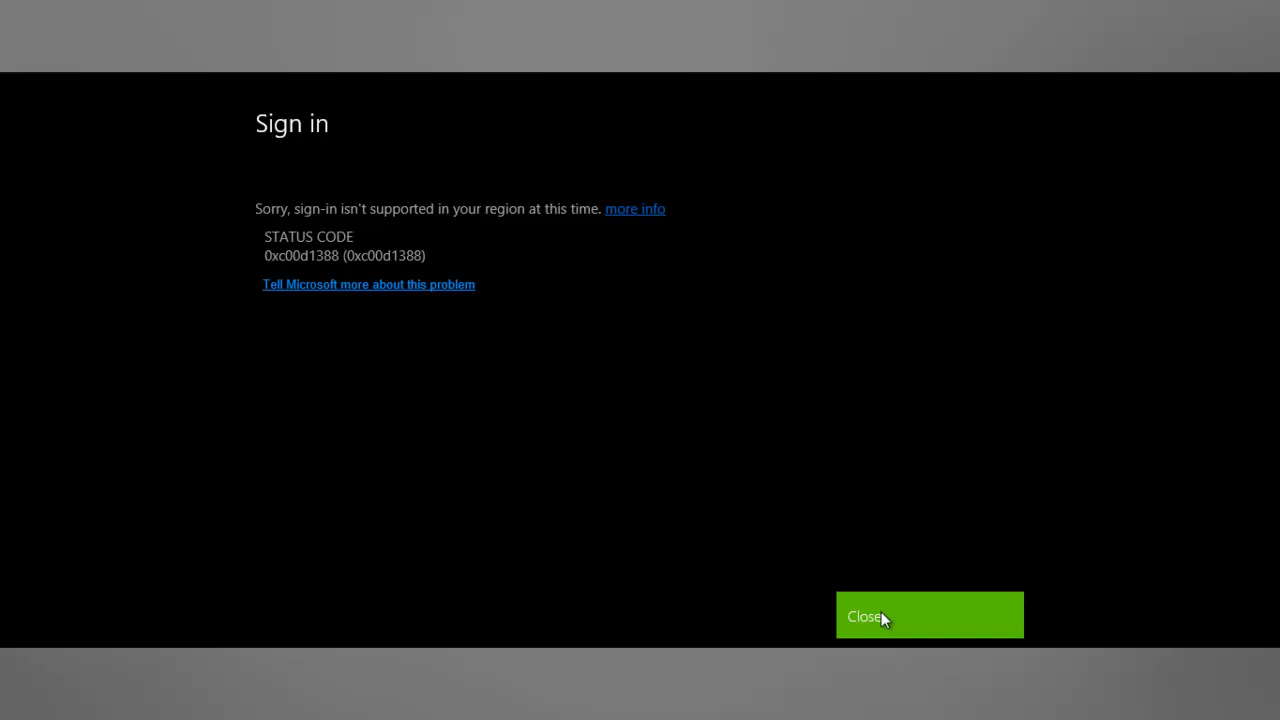 Sign in
Sorry, sign-in isn't supported in your region at this time. more info
STATUS CODE
0xc00d1388 (0xc00d1388)
Tell Microsoft more about this problem
Close